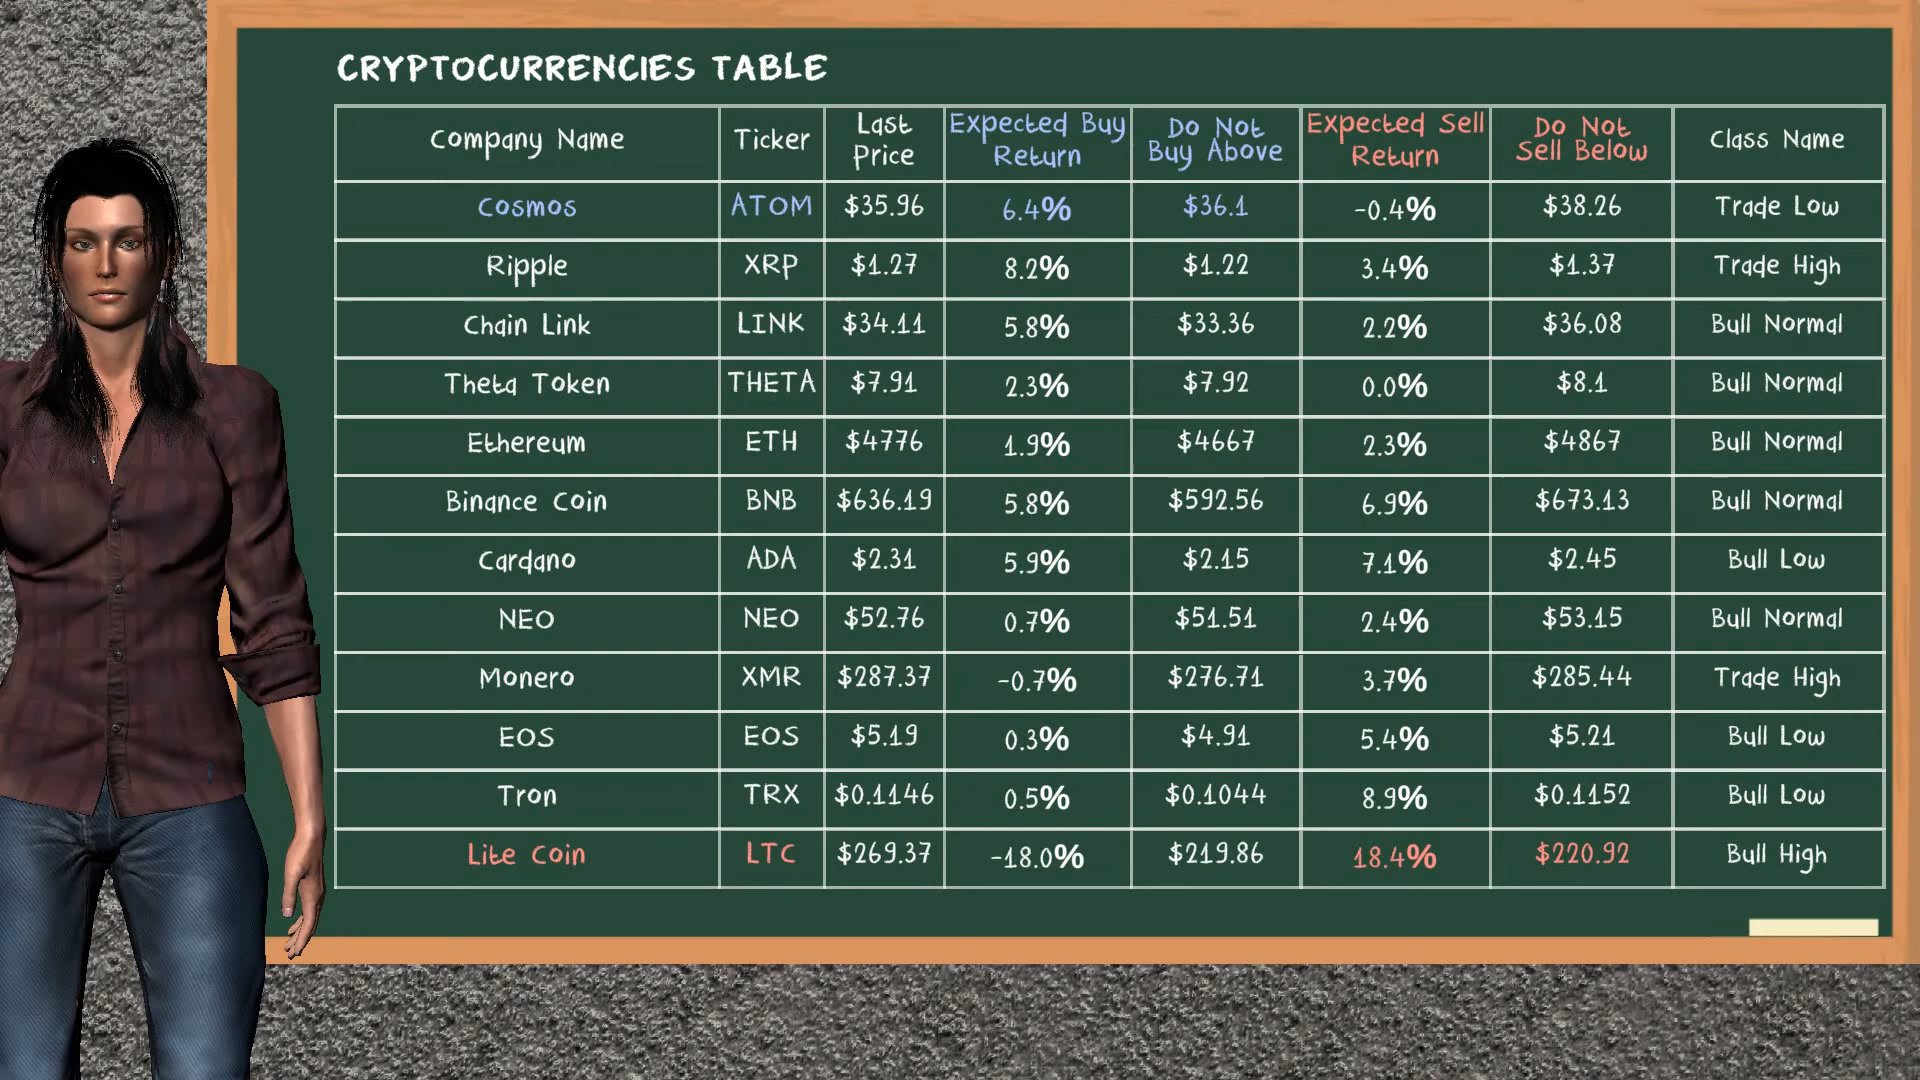 CRYPTOCURRENCIES TABLE
Company Name Ticker Last Price Expected Buy Return Do Not Buy Above Expected Sell Return Do Not Sell Below Class Name
Cosmos ATOM $35.96 6.4% $36.1 -0.4% $38.26 Trade Low
Ripple XRP $1.27 8.2% $1.22 3.4% $1.37 Trade High
Chain Link LINK $34.11 5.8% $33.36 2.2% $36.08 Bull Normal
Theta Token THETA $7.91 2.3% $7.92 0.0% $8.1 Bull Normal
Ethereum ETH $4776 1.9% $4667 2.3% $4867 Bull Normal
Binance Coin BNB $636.19 5.8% $592.56 6.9% $673.13 Bull Normal
Cardano ADA $2.31 5.9% $2.15 7.1% $2.45 Bull Low
NEO NEO $52.76 0.7% $51.51 2.4% $53.15 Bull Normal
Monero XMR $287.37 -0.7% $276.71 3.7% $285.44 Trade High
EOS EOS $5.19 0.3% $4.91 5.4% $5.21 Bull Low
Tron TRX $0.1146 0.5% $0.1044 8.9% $0.1152 Bull Low
Lite Coin LTC $269.37 -18.0% $219.86 18.4% $220.92 Bull High